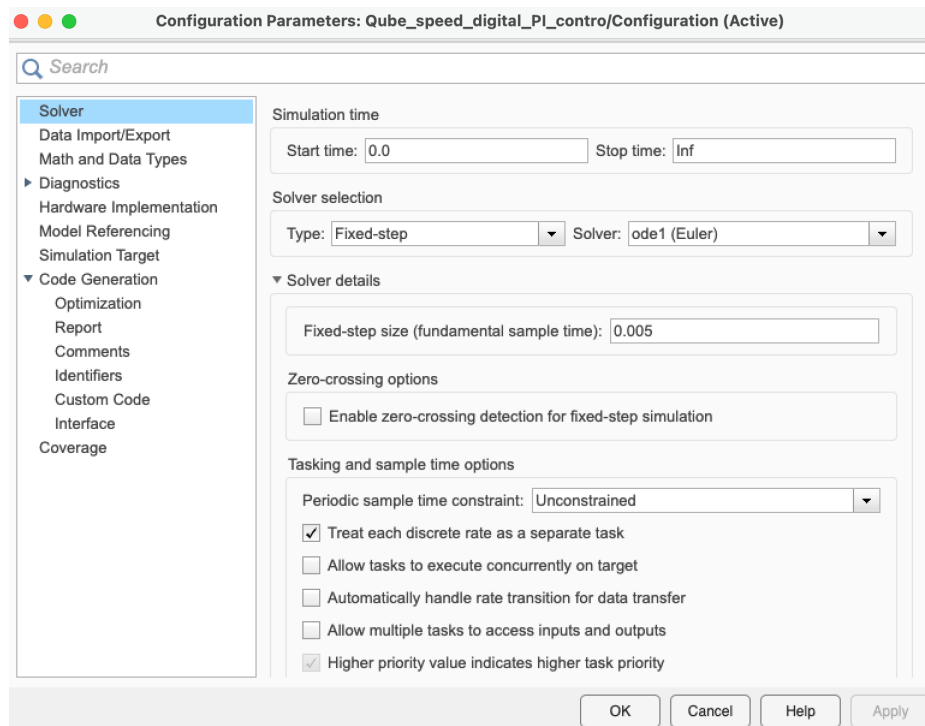 Configuration Parameters: Qube_speed_digital_PI_contro/Configuration (Active)
Search
Solver
Data Import/Export
Math and Data Types
Diagnostics
Hardware Implementation
Model Referencing
Simulation Target
Code Generation
Optimization
Report
Comments
Identifiers
Custom Code
Interface
Coverage
Simulation time
Start time: 0.0 Stop time: Inf
Solver selection
Type: Fixed-step Solver: ode1 (Euler)
Solver details
Fixed-step size (fundamental sample time): 0.005
Zero-crossing options
Enable zero-crossing detection for fixed-step simulation
Tasking and sample time options
Periodic sample time constraint: Unconstrained
Treat each discrete rate as a separate task
Allow tasks to execute concurrently on target
Automatically handle rate transition for data transfer
Allow multiple tasks to access inputs and outputs
Higher priority value indicates higher task priority
OK Cancel Help Apply